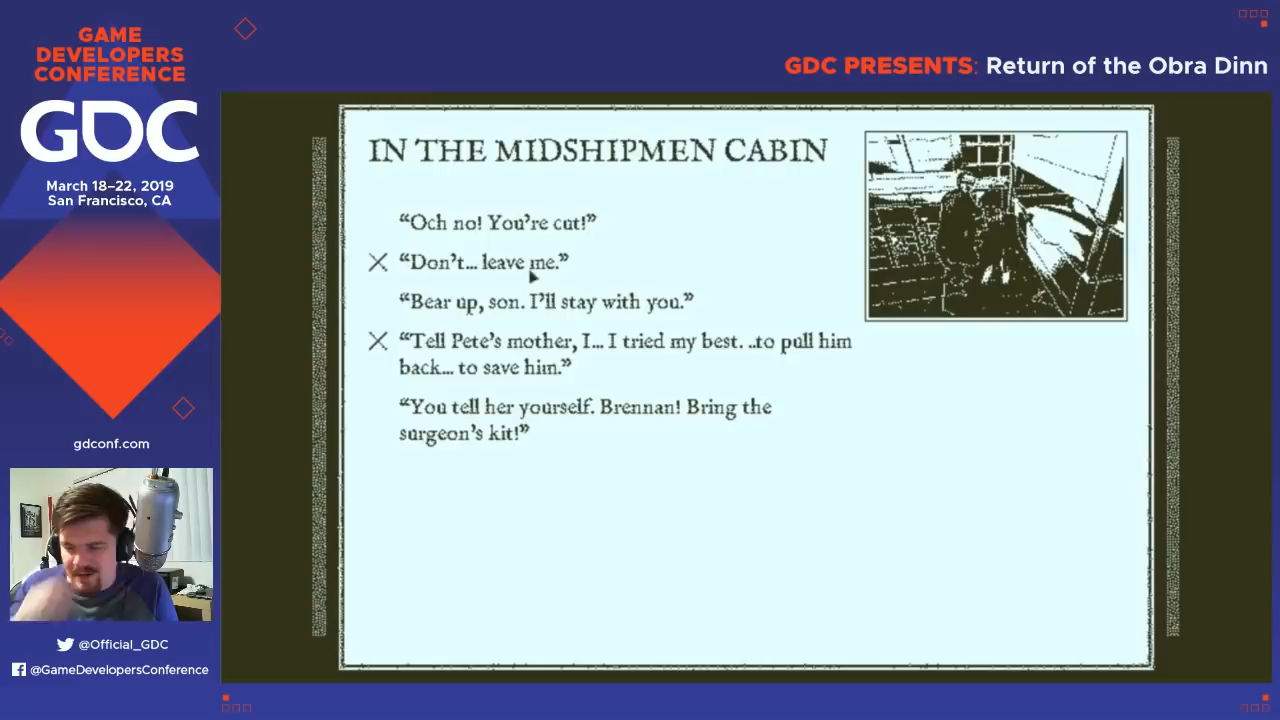 GAME
DEVELOPERS
CONFERENCE
GDC
March 18–22, 2019
San Francisco, CA
gdconf.com
@Official_GDC
@GameDevelopersConference
GDC PRESENTS: Return of the Obra Dinn
IN THE MIDSHIPMEN CABIN
“Och no! You’re cut!”
“Don’t... leave me.”
“Bear up, son. I’ll stay with you.”
“Tell Pete’s mother, I... I tried my best. ..to pull him
back... to save him.”
“You tell her yourself. Brennan! Bring the
surgeon’s kit!”